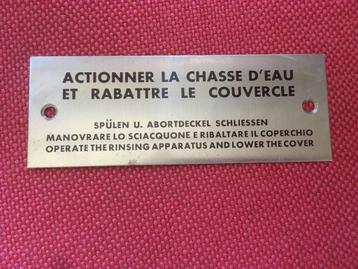 ACTIONNER LA CHASSE D'EAU
ET RABATTRE LE COUVERCLE
SPÜLEN U. ABORTDECKEL SCHLIESSEN
MANOVRARE LO SCIACQUONE E RIBALTARE IL COPERCHIO
OPERATE THE RINSING APPARATUS AND LOWER THE COVER